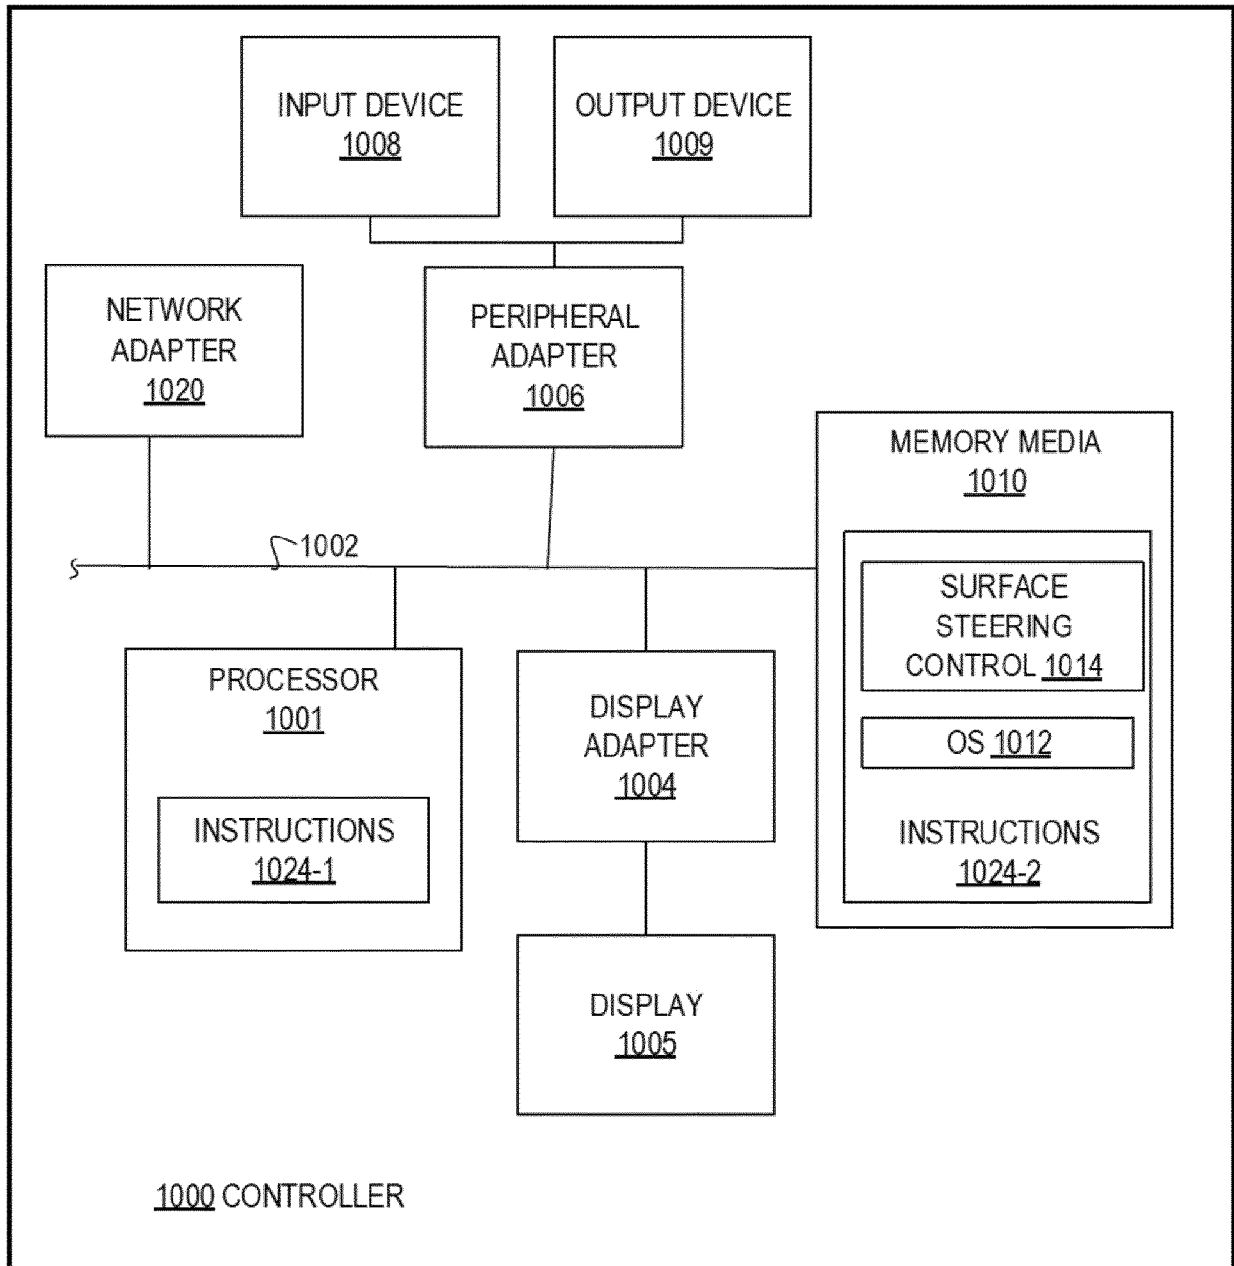 INPUT DEVICE
1008
OUTPUT DEVICE
1009
NETWORK
ADAPTER
1020
PERIPHERAL
ADAPTER
1006
MEMORY MEDIA
1010
1002
SURFACE
STEERING
CONTROL 1014
OS 1012
INSTRUCTIONS
1024-2
PROCESSOR
1001
INSTRUCTIONS
1024-1
DISPLAY
ADAPTER
1004
DISPLAY
1005
1000 CONTROLLER